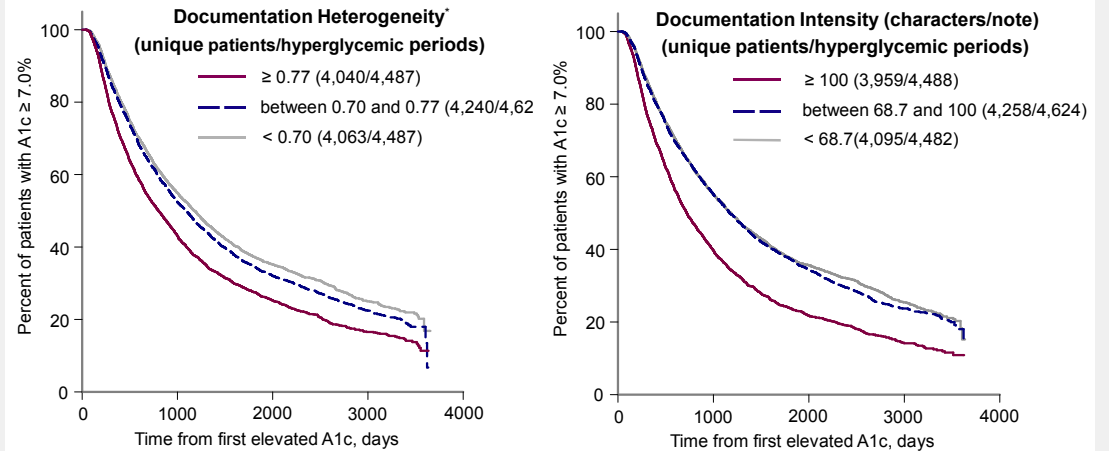 Documentation Heterogeneity*
(unique patients/hyperglycemic periods)
≥ 0.77 (4,040/4,487)
between 0.70 and 0.77 (4,240/4,62
< 0.70 (4,063/4,487)
Percent of patients with A1c ≥ 7.0%
100
80
60
40
20
0
0 1000 2000 3000 4000
Time from first elevated A1c, days
Documentation Intensity (characters/note)
(unique patients/hyperglycemic periods)
≥ 100 (3,959/4,488)
between 68.7 and 100 (4,258/4,624)
< 68.7(4,095/4,482)
Percent of patients with A1c ≥ 7.0%
100
80
60
40
20
0
0 1000 2000 3000 4000
Time from first elevated A1c, days